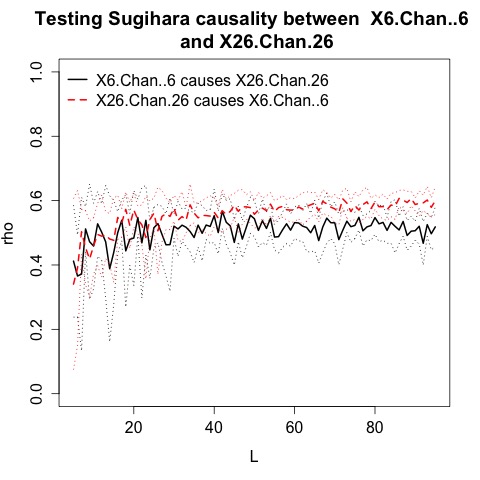 Testing Sugihara causality between  X6.Chan..6
and X26.Chan.26
X6.Chan..6 causes X26.Chan.26
X26.Chan.26 causes X6.Chan..6
1.0
0.8
0.6
0.4
0.2
0.0
rho
20 40 60 80
L